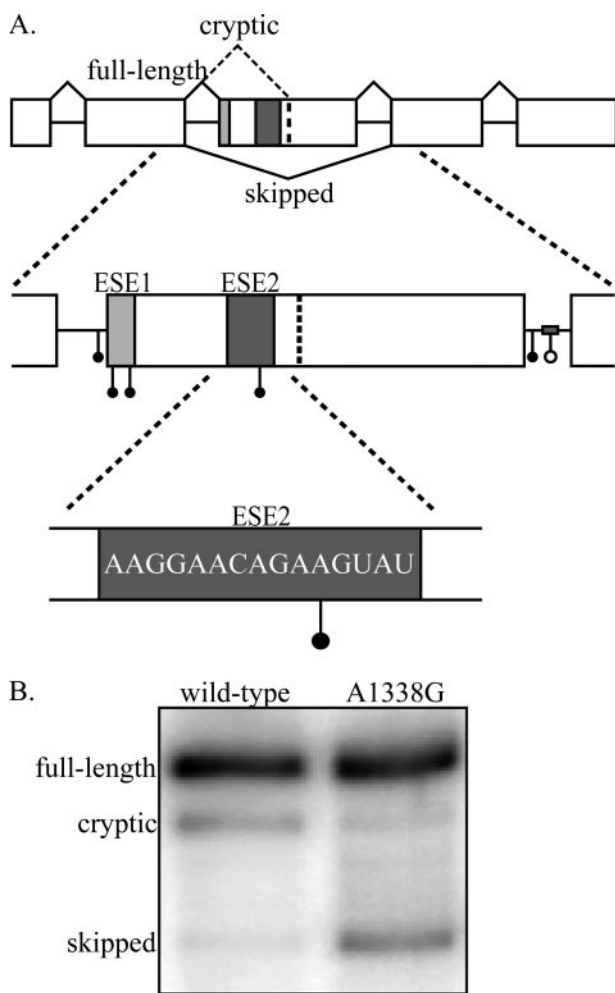 A.
cryptic
full-length
skipped
ESE1 ESE2
ESE2
AAGGAACAGAAGUAU
B.
wild-type A1338G
full-length
cryptic
skipped